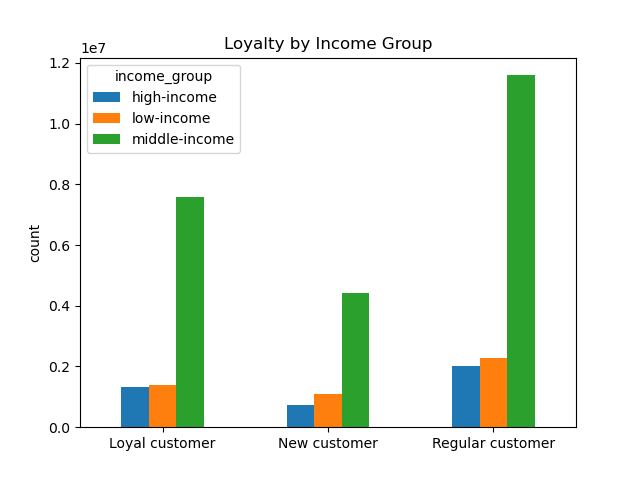 Loyalty by Income Group
1e7
1.2
1.0
0.8
0.6
0.4
0.2
0.0
count
income_group
high-income
low-income
middle-income
Loyal customer
New customer
Regular customer